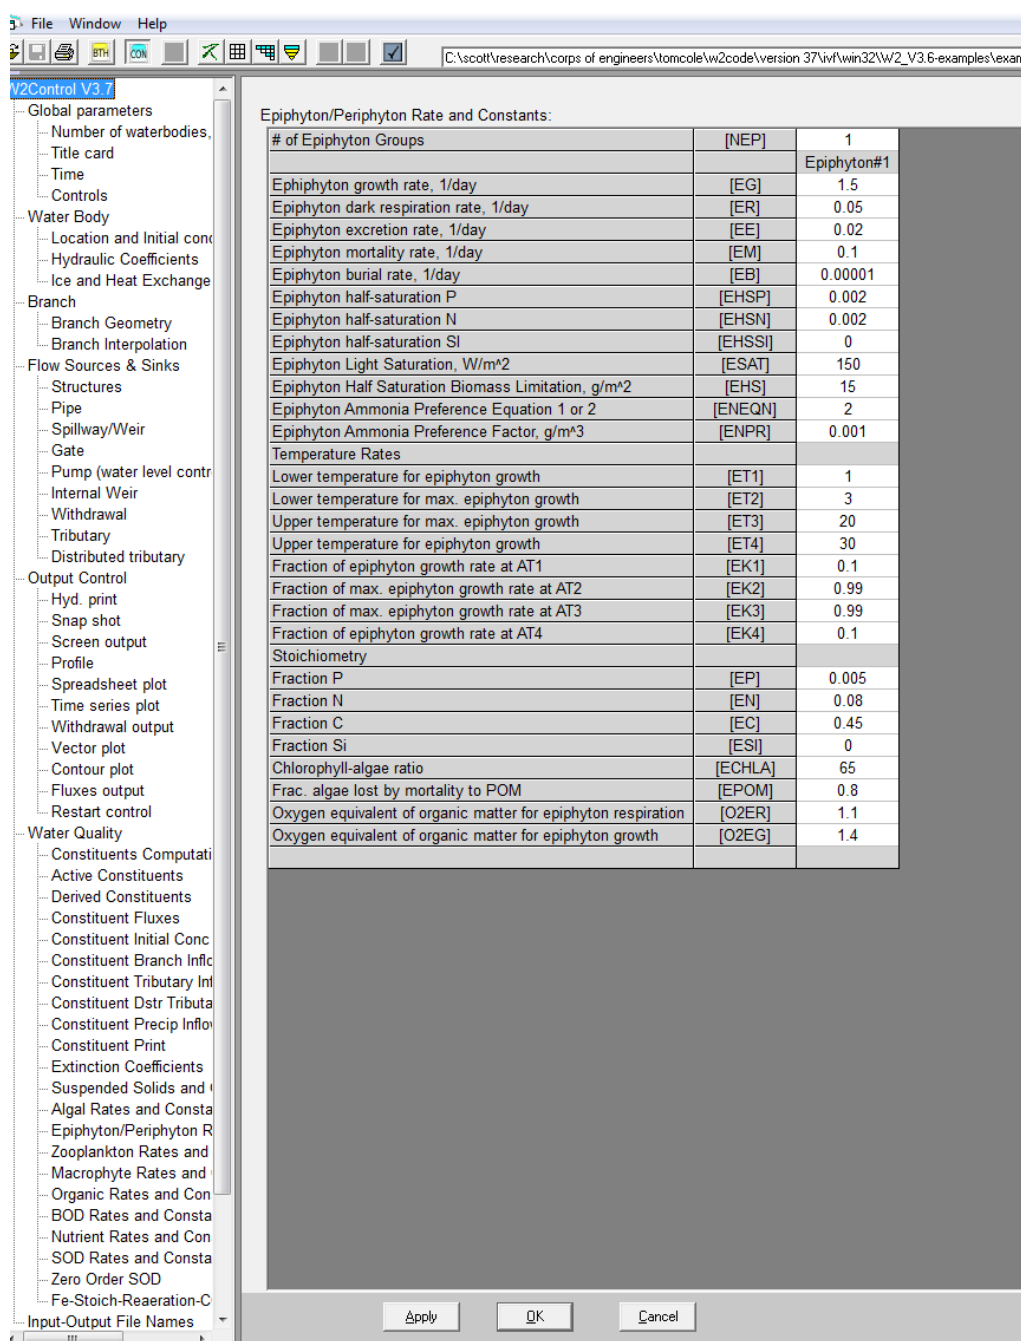 File Window Help
BTH CON C:\scott\research\corps of engineers\tomcole\w2code\version 37\ivf\win32\W2_V3.6-examples\exam
W2Control V3.7
Global parameters
Number of waterbodies,
Title card
Time
Controls
Water Body
Location and Initial cond
Hydraulic Coefficients
Ice and Heat Exchange
Branch
Branch Geometry
Branch Interpolation
Flow Sources & Sinks
Structures
Pipe
Spillway/Weir
Gate
Pump (water level contr
Internal Weir
Withdrawal
Tributary
Distributed tributary
Output Control
Hyd. print
Snap shot
Screen output
Profile
Spreadsheet plot
Time series plot
Withdrawal output
Vector plot
Contour plot
Fluxes output
Restart control
Water Quality
Constituents Computati
Active Constituents
Derived Constituents
Constituent Fluxes
Constituent Initial Conc
Constituent Branch Inflo
Constituent Tributary Inf
Constituent Dstr Tributa
Constituent Precip Inflow
Constituent Print
Extinction Coefficients
Suspended Solids and
Algal Rates and Consta
Epiphyton/Periphyton R
Zooplankton Rates and
Macrophyte Rates and
Organic Rates and Con
BOD Rates and Consta
Nutrient Rates and Con
SOD Rates and Consta
Zero Order SOD
Fe-Stoich-Reaeration-C
Input-Output File Names
Epiphyton/Periphyton Rate and Constants:
# of Epiphyton Groups [NEP] 1
Epiphyton#1
Ephiphyton growth rate, 1/day [EG] 1.5
Epiphyton dark respiration rate, 1/day [ER] 0.05
Epiphyton excretion rate, 1/day [EE] 0.02
Epiphyton mortality rate, 1/day [EM] 0.1
Epiphyton burial rate, 1/day [EB] 0.00001
Epiphyton half-saturation P [EHSP] 0.002
Epiphyton half-saturation N [EHSN] 0.002
Epiphyton half-saturation SI [EHSSI] 0
Epiphyton Light Saturation, W/m^2 [ESAT] 150
Epiphyton Half Saturation Biomass Limitation, g/m^2 [EHS] 15
Epiphyton Ammonia Preference Equation 1 or 2 [ENEQN] 2
Epiphyton Ammonia Preference Factor, g/m^3 [ENPR] 0.001
Temperature Rates
Lower temperature for epiphyton growth [ET1] 1
Lower temperature for max. epiphyton growth [ET2] 3
Upper temperature for max. epiphyton growth [ET3] 20
Upper temperature for epiphyton growth [ET4] 30
Fraction of epiphyton growth rate at AT1 [EK1] 0.1
Fraction of max. epiphyton growth rate at AT2 [EK2] 0.99
Fraction of max. epiphyton growth rate at AT3 [EK3] 0.99
Fraction of epiphyton growth rate at AT4 [EK4] 0.1
Stoichiometry
Fraction P [EP] 0.005
Fraction N [EN] 0.08
Fraction C [EC] 0.45
Fraction Si [ESI] 0
Chlorophyll-algae ratio [ECHLA] 65
Frac. algae lost by mortality to POM [EPOM] 0.8
Oxygen equivalent of organic matter for epiphyton respiration [O2ER] 1.1
Oxygen equivalent of organic matter for epiphyton growth [O2EG] 1.4
Apply OK Cancel